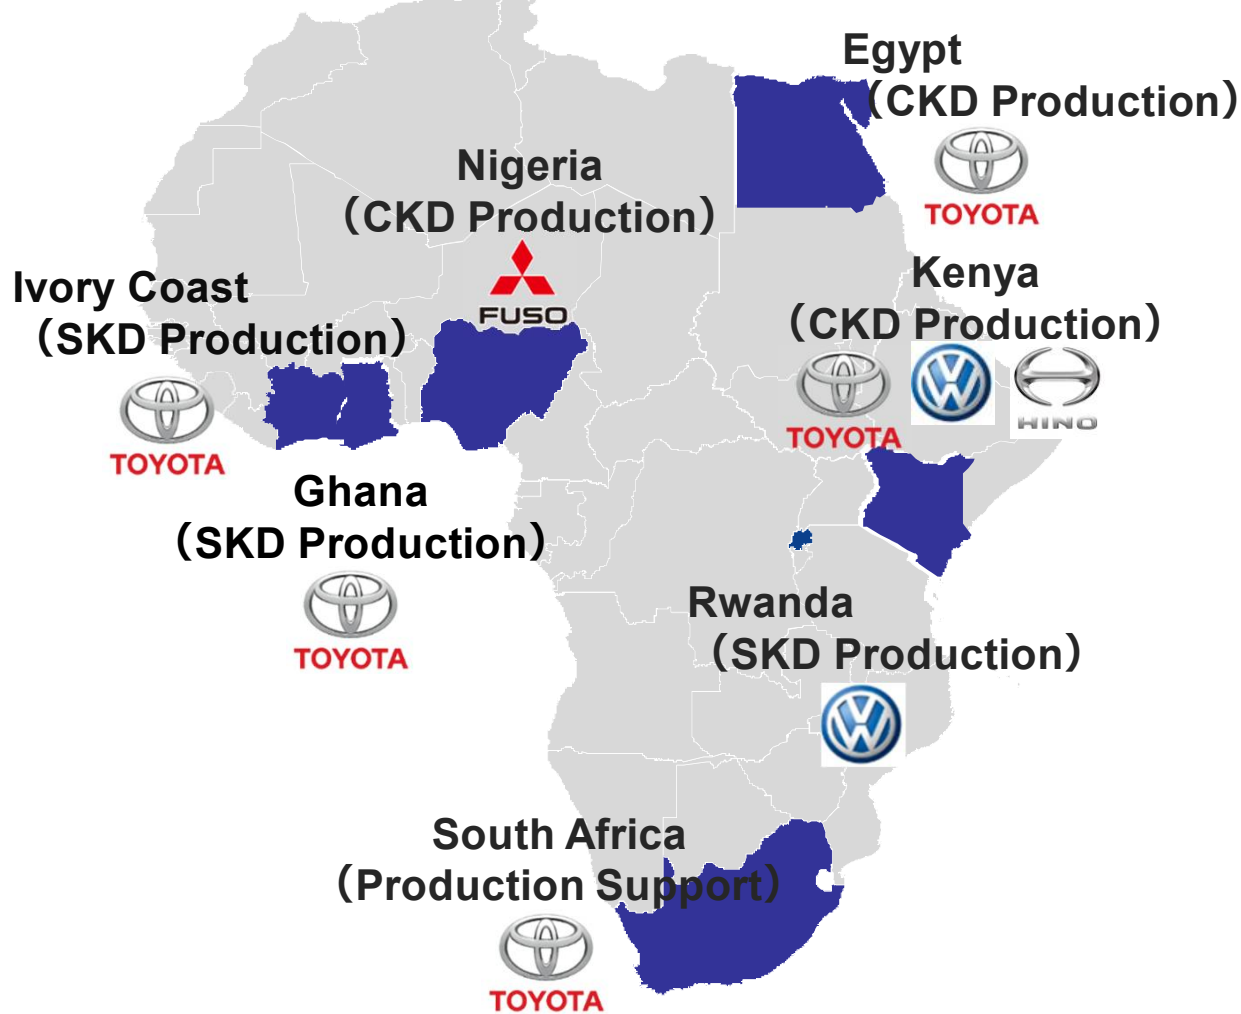 Egypt
（CKD Production）
TOYOTA
Nigeria
（CKD Production）
FUSO
Kenya
（CKD Production）
TOYOTA
HINO
Ivory Coast
（SKD Production）
TOYOTA
Ghana
（SKD Production）
TOYOTA
Rwanda
（SKD Production）
South Africa
（Production Support）
TOYOTA